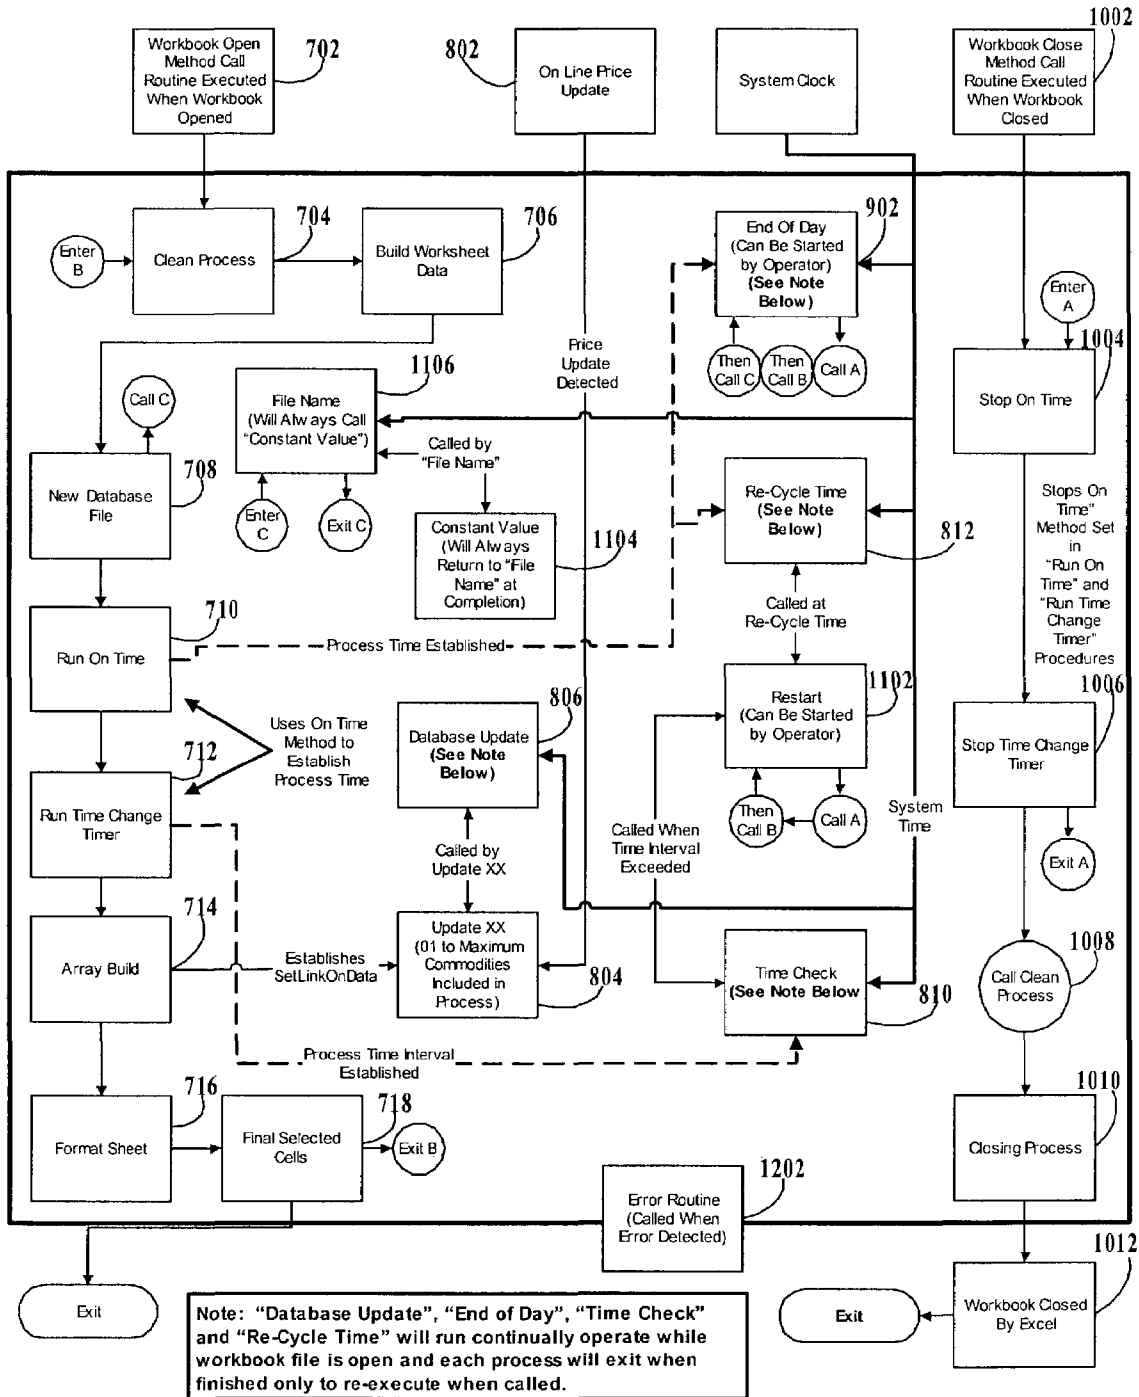 1002
Workbook Open
Method Call
Routine Executed
When Workbook
Opened
702
802
On Line Price
Update
System Clock
Workbook Close
Method Call
Routine Executed
When Workbook
Closed
Enter
B
Clean Process
704
Build Worksheet
Data
706
End Of Day
(Can Be Started
by Operator)
(See Note
Below)
902
Then
Call C
Then
Call B
Call A
Enter
A
1004
Stop On Time
Price
Update
Detected
Call C
1106
File Name
(Will Always Call
"Constant Value")
Called by
"File Name"
Enter
C
Exit C
New Database
File
708
Constant Value
(Will Always
Return to "File
Name" at
Completion)
1104
Re-Cycle Time
(See Note
Below)
812
Stops On
Time"
Method Set
in
"Run On
Time" and
"Run Time
Change
Timer"
Procedures
Called at
Re-Cycle Time
710
Run On Time
Process Time Established
Restart
(Can Be Started
by Operator)
1102
Then
Call B
Call A
1006
Stop Time Change
Timer
Exit A
Uses On Time
Method to
Establish
Process Time
712
Run Time Change
Timer
806
Database Update
(See Note
Below)
Called by
Update XX
Called When
Time Interval
Exceeded
System
Time
714
Array Build
Establishes
SetLinkOnData
Update XX
(01 to Maximum
Commodities
Included in
Process)
804
Time Check
(See Note Below
810
1008
Call Clean
Process
Process Time Interval
Established
716
Format Sheet
718
Final Selected
Cells
Exit B
1010
Closing Process
1202
Error Routine
(Called When
Error Detected)
1012
Workbook Closed
By Excel
Exit
Exit
Note: "Database Update", "End of Day", "Time Check"
and "Re-Cycle Time" will run continually operate while
workbook file is open and each process will exit when
finished only to re-execute when called.